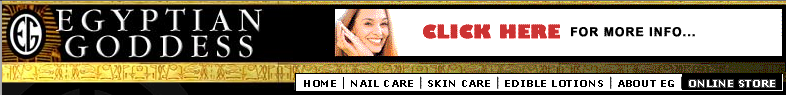 EG EGYPTIAN
GODDESS
CLICK HERE FOR MORE INFO...
HOME | NAIL CARE | SKIN CARE | EDIBLE LOTIONS | ABOUT EG ONLINE STORE